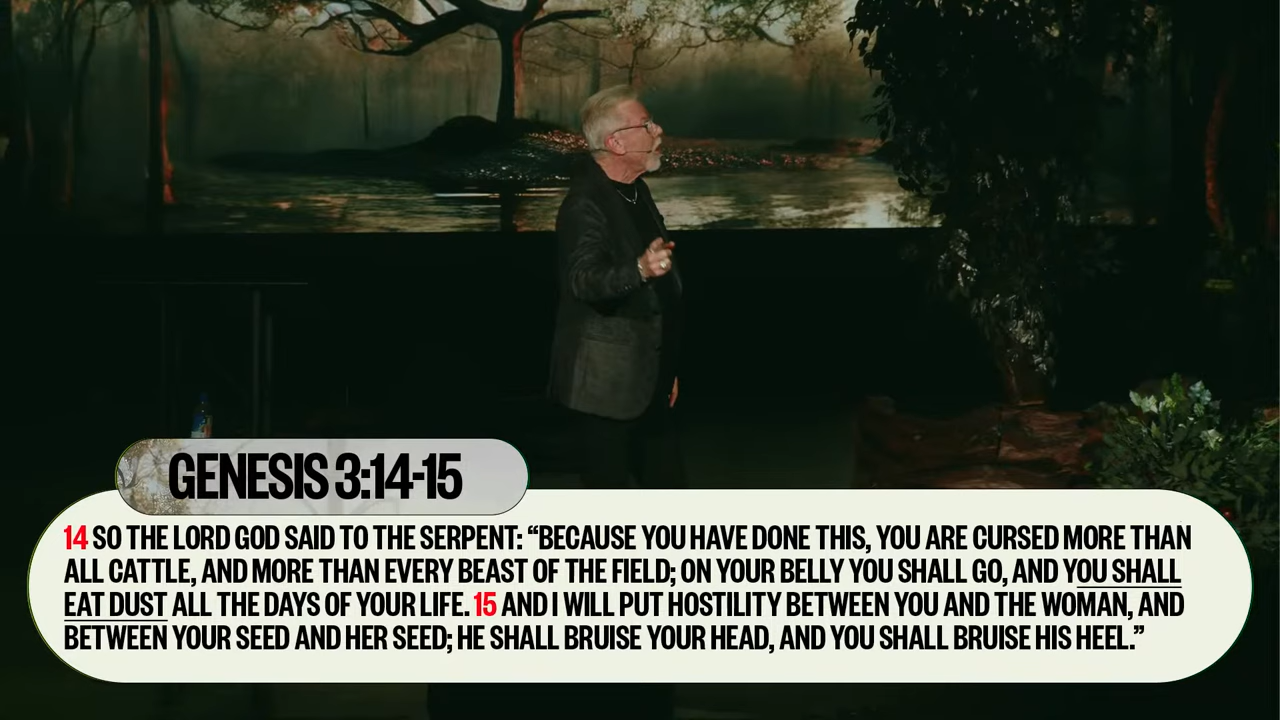 GENESIS 3:14-15
14 SO THE LORD GOD SAID TO THE SERPENT: “BECAUSE YOU HAVE DONE THIS, YOU ARE CURSED MORE THAN
ALL CATTLE, AND MORE THAN EVERY BEAST OF THE FIELD; ON YOUR BELLY YOU SHALL GO, AND YOU SHALL
EAT DUST ALL THE DAYS OF YOUR LIFE. 15 AND I WILL PUT HOSTILITY BETWEEN YOU AND THE WOMAN, AND
BETWEEN YOUR SEED AND HER SEED; HE SHALL BRUISE YOUR HEAD, AND YOU SHALL BRUISE HIS HEEL.”